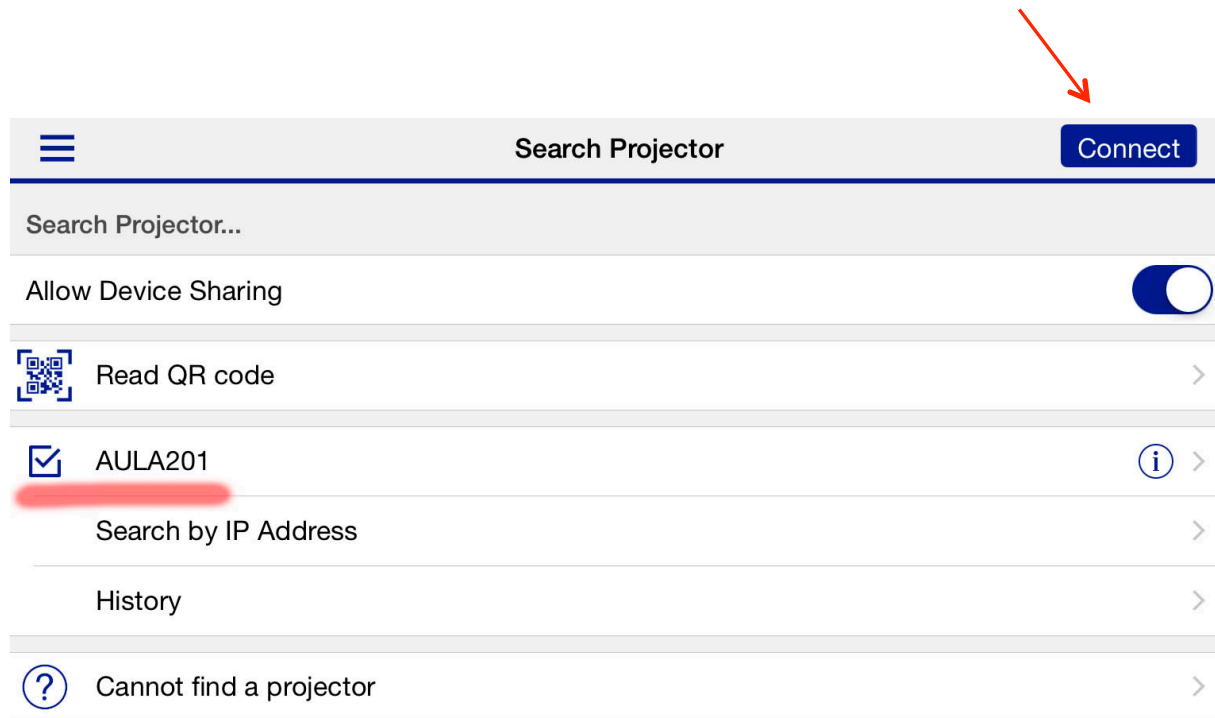 Search Projector
Connect
Search Projector...
Allow Device Sharing
Read QR code
AULA201
i
Search by IP Address
History
? Cannot find a projector